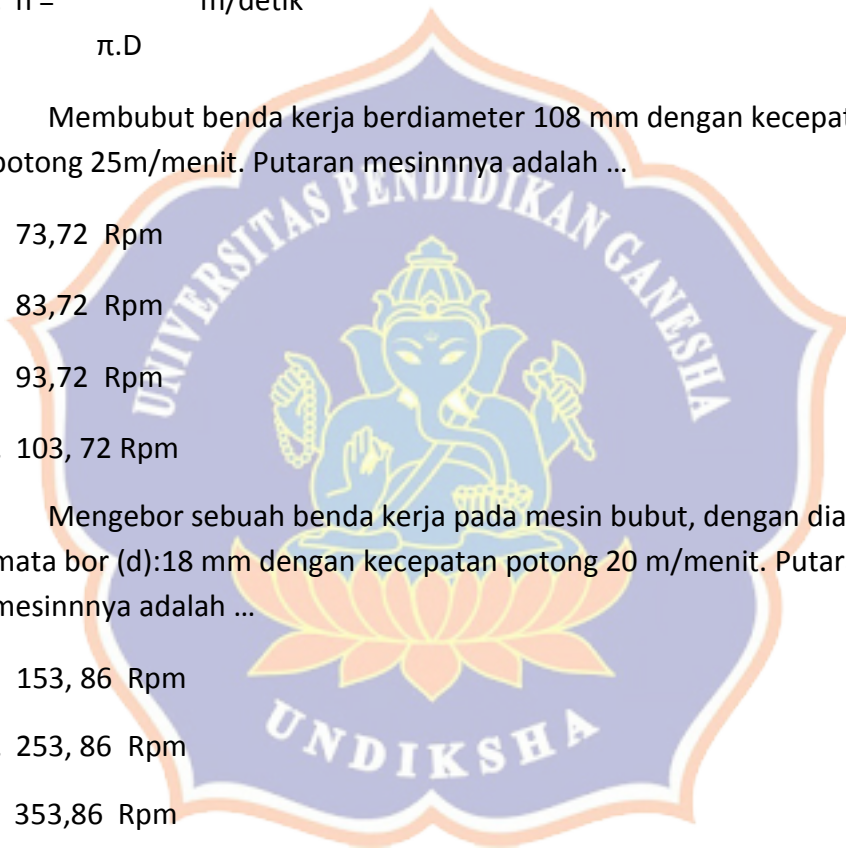 n = m/detik
π.D
Membubut benda kerja berdiameter 108 mm dengan
potong 25m/menit. Putaran mesinnnya adalah ...
73,72 Rpm
83,72 Rpm
93,72 Rpm
103, 72 Rpm
Mengebor sebuah benda kerja pada mesin bubut, dengan
mata bor (d):18 mm dengan kecepatan potong 20 m/menit.
mesinnnya adalah ...
153, 86 Rpm
253, 86 Rpm
353,86 Rpm
UNIVERSITAS PENDIDIKAN GANESHA
UNDIKSHA